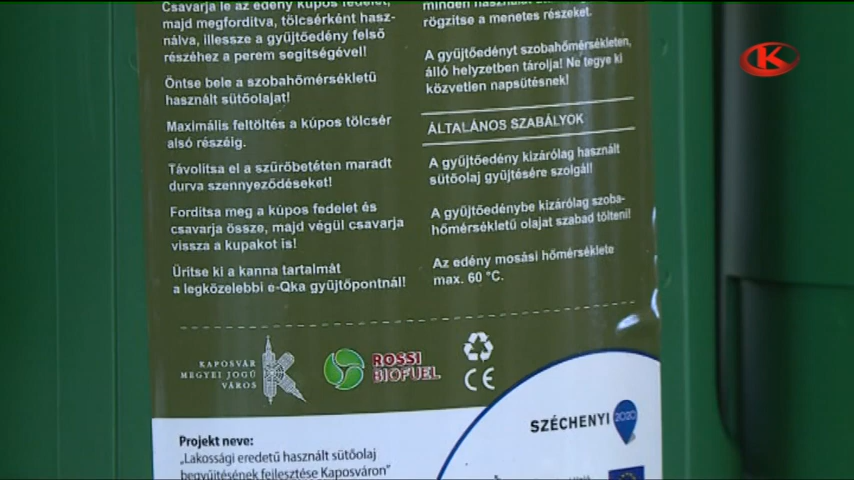 Csavarja le az edény kúpos fedelét,
majd megfordítva, tölcsérként hasz-
nálva, illessze a gyűjtőedény felső
részéhez a perem segítségével!
Öntse bele a szobahőmérsékletű
használt sütőolajat!
Maximális feltöltés a kúpos tölcsér
alsó részéig.
Távolítsa el a szűrőbetéten maradt
durva szennyeződéseket!
Fordítsa meg a kúpos fedelet és
csavarja össze, majd végül csavarja
vissza a kupakot is!
Ürítse ki a kanna tartalmát
a legközelebbi e-Qka gyűjtőpontnál!
minden használat
rögzítse a menetes részeket.
A gyűjtőedényt szobahőmérsékleten,
álló helyzetben tárolja! Ne tegye ki
közvetlen napsütésnek!
ÁLTALÁNOS SZABÁLYOK
A gyűjtőedény kizárólag használt
sütőolaj gyűjtésére szolgál!
A gyűjtőedénybe kizárólag szoba-
hőmérsékletű olajat szabad tölteni!
Az edény mosási hőmérséklete
max. 60 °C.
KAPOSVÁR
MEGYEI JOGÚ
VÁROS
ROSSI
BIOFUEL
CE
SZÉCHENYI 2020
Projekt neve:
„Lakossági eredetű használt sütőolaj
begyűjtésének fejlesztése Kaposváron"
K